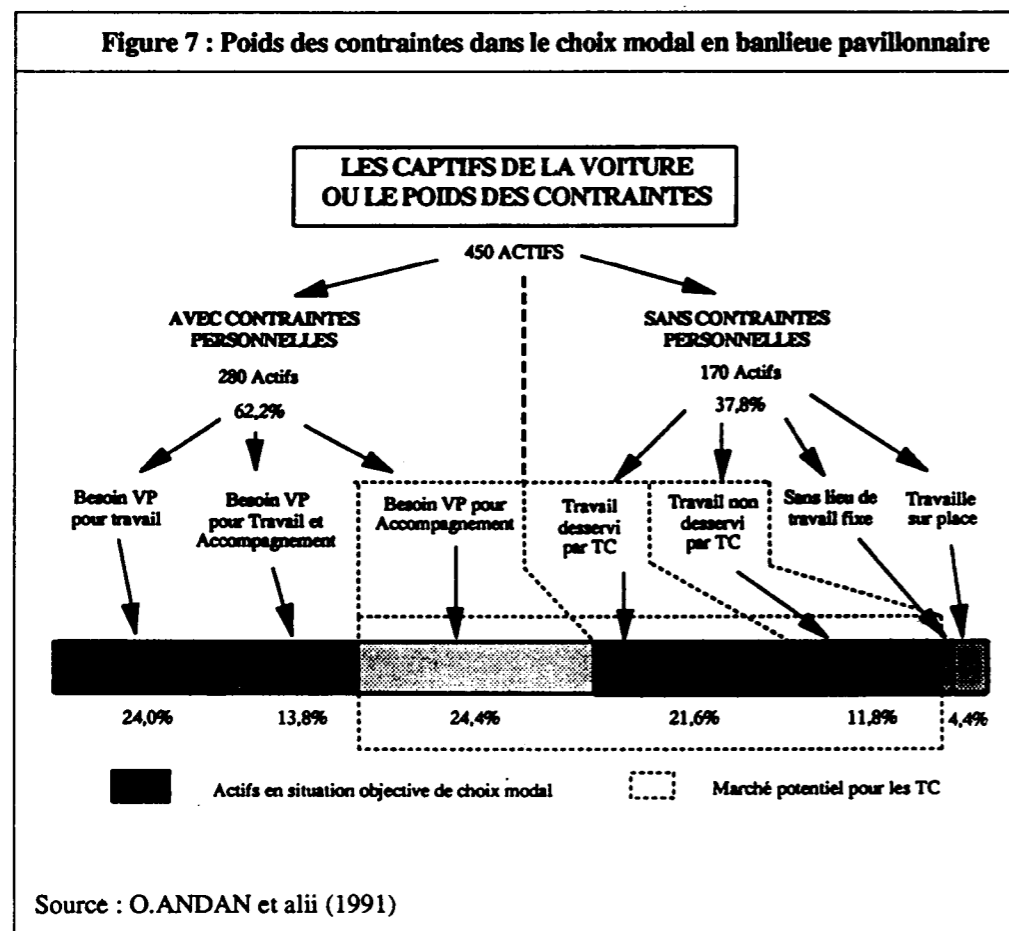 Figure 7 : Poids des contraintes dans le choix modal en banlieue pavillonnaire
LES CAPTIFS DE LA VOITURE
OU LE POIDS DES CONTRAINTES
450 ACTIFS
AVEC CONTRAINTES
PERSONNELLES
280 Actifs
62,2%
SANS CONTRAINTES
PERSONNELLES
170 Actifs
37,8%
Besoin VP
pour travail
Besoin VP
pour Travail et
Accompagnement
Besoin VP pour
Accompagnement
Travail
desservi
par TC
Travail non
desservi
par TC
Sans lieu de
travail fixe
Travaille
sur place
24,0%
13,8%
24,4%
21,6%
11,8%
4,4%
Actifs en situation objective de choix modal
Marché potentiel pour les TC
Source : O.ANDAN et alii (1991)